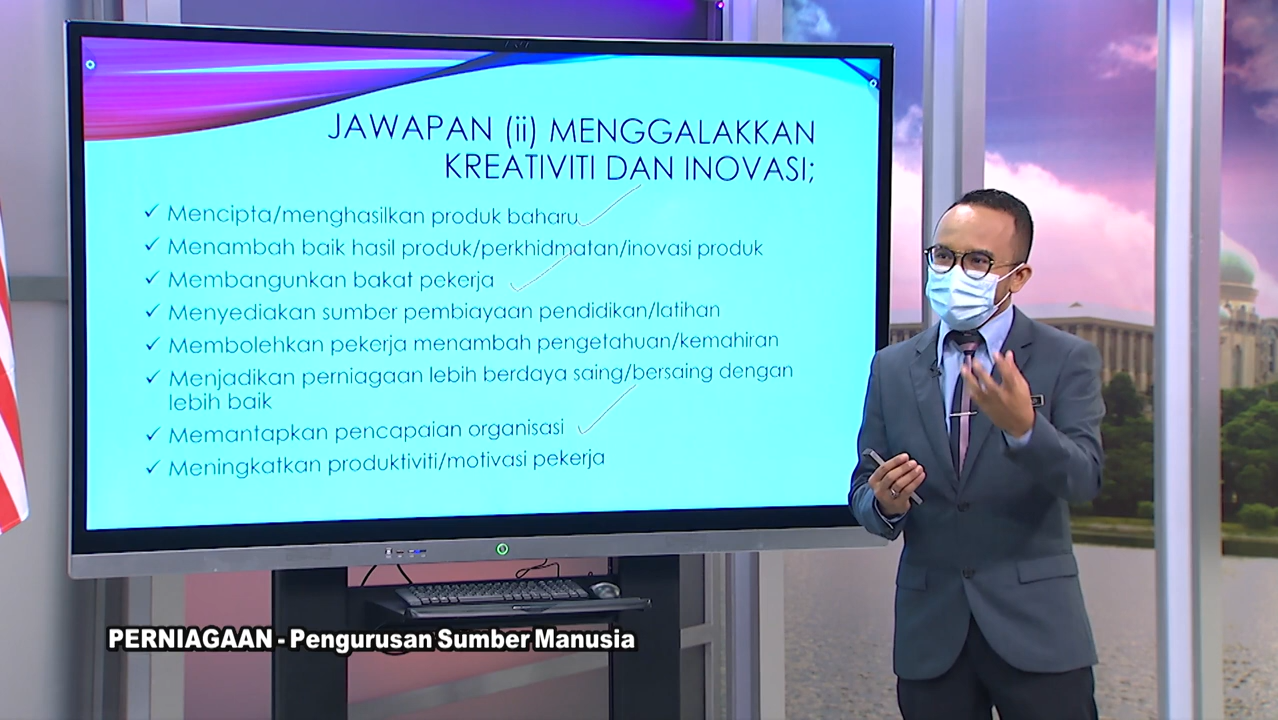 JAWAPAN (ii) MENGGALAKKAN
KREATIVITI DAN INOVASI;
Mencipta/menghasilkan produk baharu
Menambah baik hasil produk/perkhidmatan/inovasi produk
Membangunkan bakat pekerja
Menyediakan sumber pembiayaan pendidikan/latihan
Membolehkan pekerja menambah pengetahuan/kemahiran
Menjadikan perniagaan lebih berdaya saing/bersaing dengan
lebih baik
Memantapkan pencapaian organisasi
Meningkatkan produktiviti/motivasi pekerja
PERNIAGAAN - Pengurusan Sumber Manusia